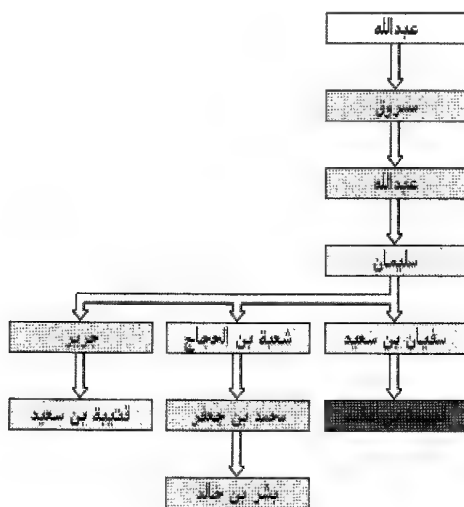 عبدالله
مسروق
عبدالله
سليمان
سفيان بن سعيد
شعبة بن الحجاج
جرير
محمد بن جعفر
قتيبة بن سعيد
بشر بن خالد